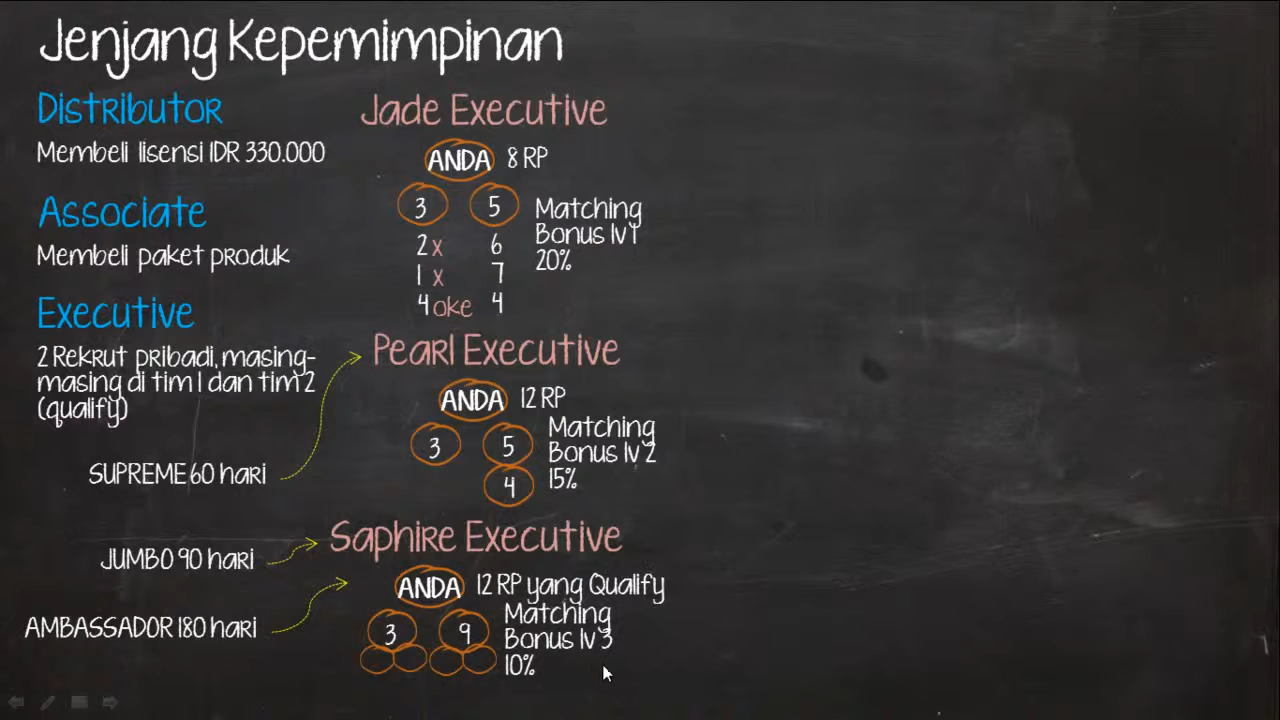 Jenjang Kepemimpinan
Distributor
Membeli lisensi IDR 330.000
Associate
Membeli paket produk
Executive
2 Rekrut pribadi, masing-
masing di tim 1 dan tim 2
(qualify)
SUPREME 60 hari
JUMBO 90 hari
AMBASSADOR 180 hari
Jade Executive
ANDA 8 RP
3 5
2 x 6
1 x 7
4 oke 4
Matching
Bonus lv 1
20%
Pearl Executive
ANDA 12 RP
3 5
4
Matching
Bonus lv 2
15%
Saphire Executive
ANDA 12 RP yang Qualify
3 9
Matching
Bonus lv 3
10%